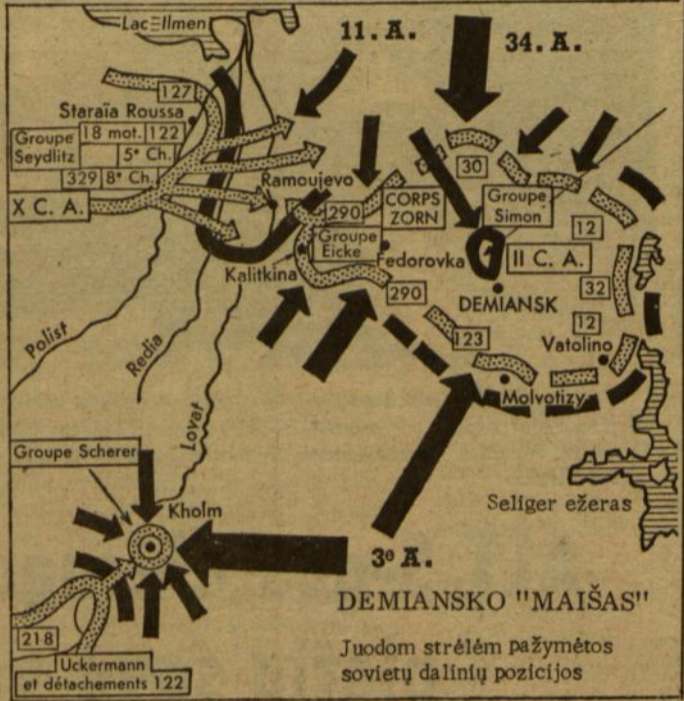 Lac-Ilmen
11. A.
34. A.
127
Staraïa Roussa
Groupe
Seydlitz
18 mot. 122
5ᵉ Ch.
329 8ᵉ Ch.
X C. A.
Ramoujevo
290
CORPS
ZORN
30
Groupe
Simon
12
Groupe
Eicke
Fedorovka
II C. A.
Kalitkina
290
DEMIANSK
32
12
123
Vatolino
Molvotizy
Polist
Redia
Lovat
Groupe Scherer
Kholm
Seliger ežeras
3ᵉ A.
DEMIANSKO "MAIŠAS"
Juodom strėlėm pažymėtos
sovietų dalinių pozicijos
218
Uckermann
et détachements 122